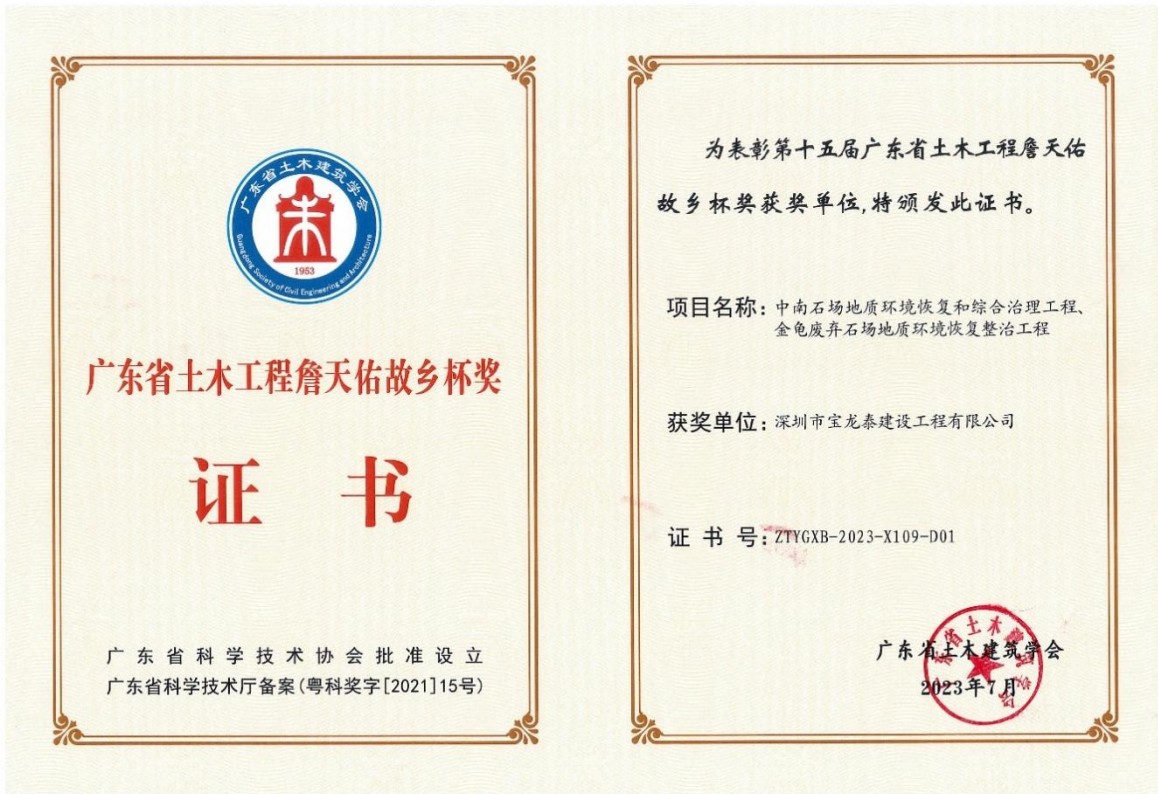 广东省土木建筑学会
1953
Guangdong Society of Civil Engineering and Architecture
广东省土木工程詹天佑故乡杯奖
证 书
广东省科学技术协会批准设立
广东省科学技术厅备案(粤科奖字[2021]15号)
为表彰第十五届广东省土木工程詹天佑
故乡杯奖获奖单位,特颁发此证书。
项目名称：中南石场地质环境恢复和综合治理工程、
金龟废弃石场地质环境恢复整治工程
获奖单位：深圳市宝龙泰建设工程有限公司
证 书 号：ZTYGXB-2023-X109-D01
广东省土木建筑学会
2023年7月
广东省土木建筑学会